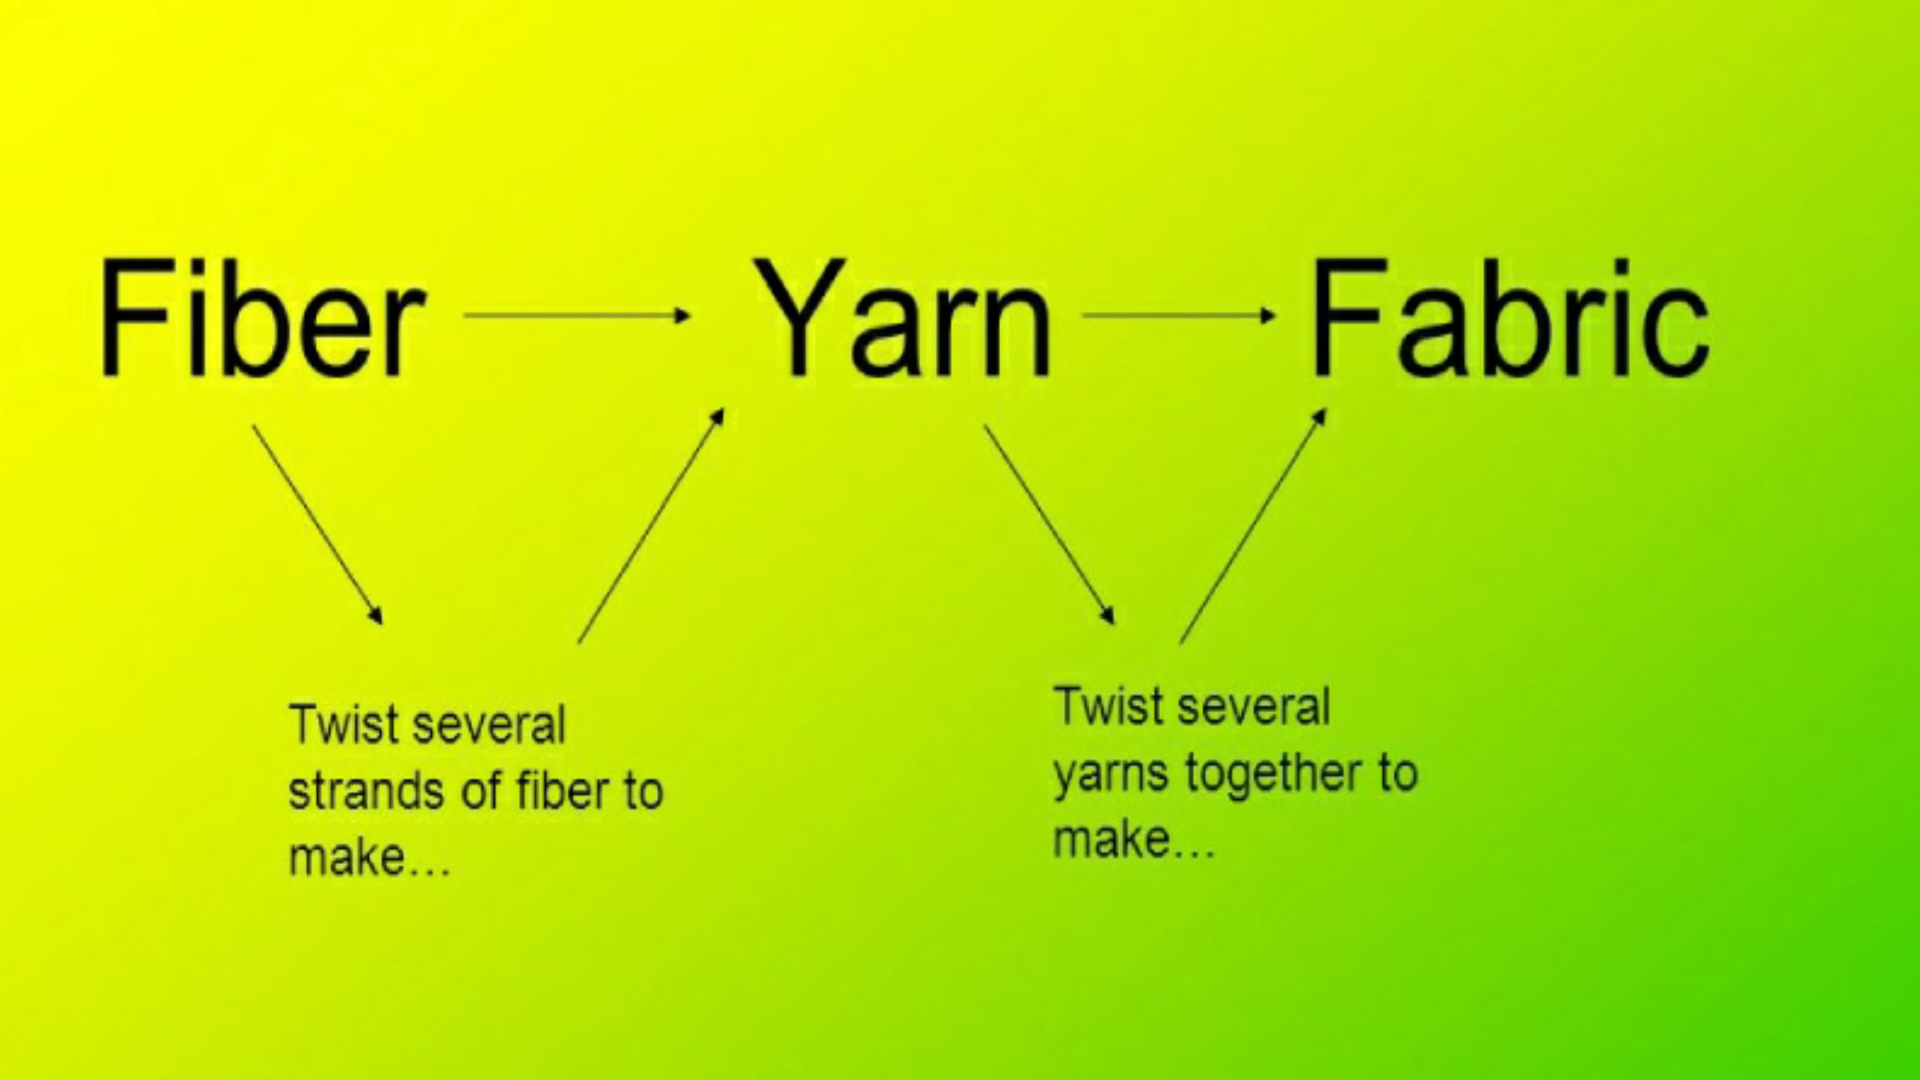 Fiber Yarn Fabric
Twist several
strands of fiber to
make...
Twist several
yarns together to
make...